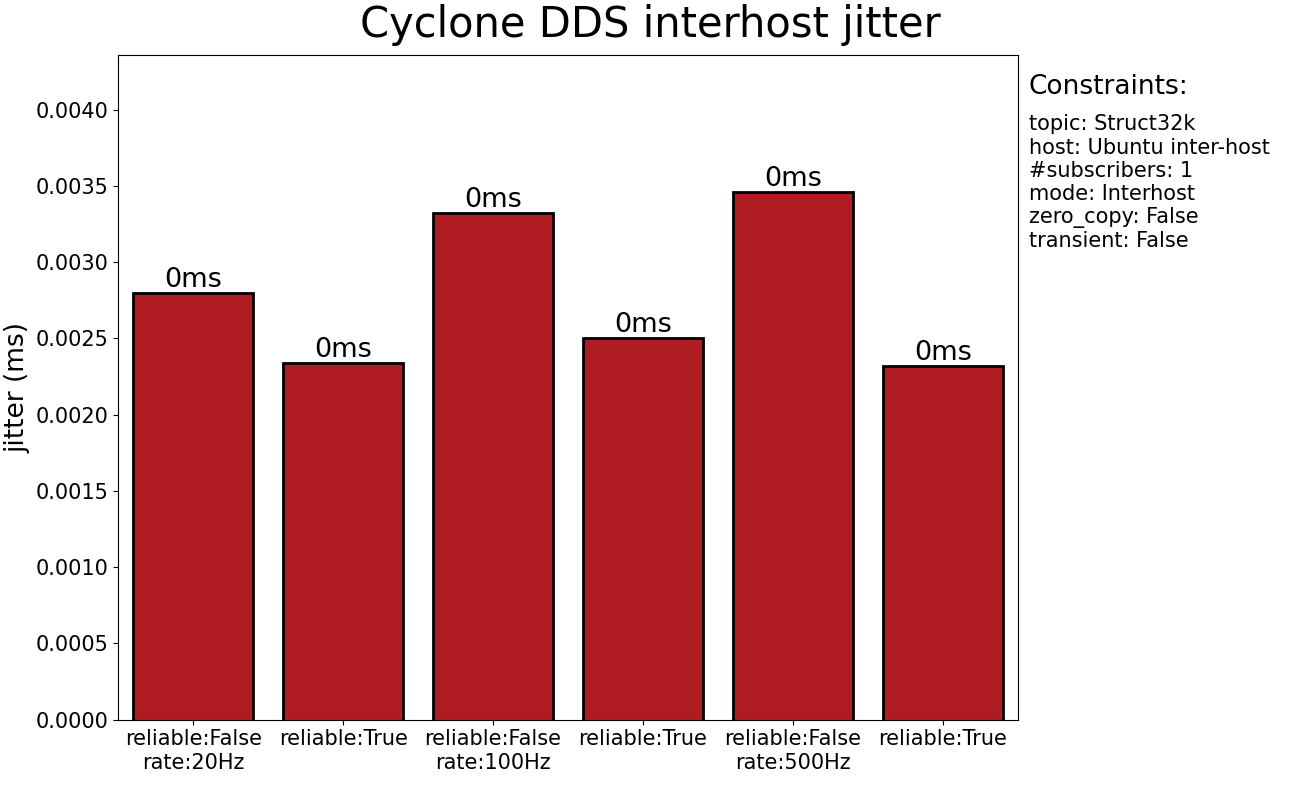 Cyclone DDS interhost jitter
Constraints:
topic: Struct32k
host: Ubuntu inter-host
#subscribers: 1
mode: Interhost
zero_copy: False
transient: False
jitter (ms)
0.0040
0.0035
0.0030
0.0025
0.0020
0.0015
0.0010
0.0005
0.0000
0ms
0ms
0ms
0ms
0ms
0ms
reliable:False
rate:20Hz
reliable:True
reliable:False
rate:100Hz
reliable:True
reliable:False
rate:500Hz
reliable:True